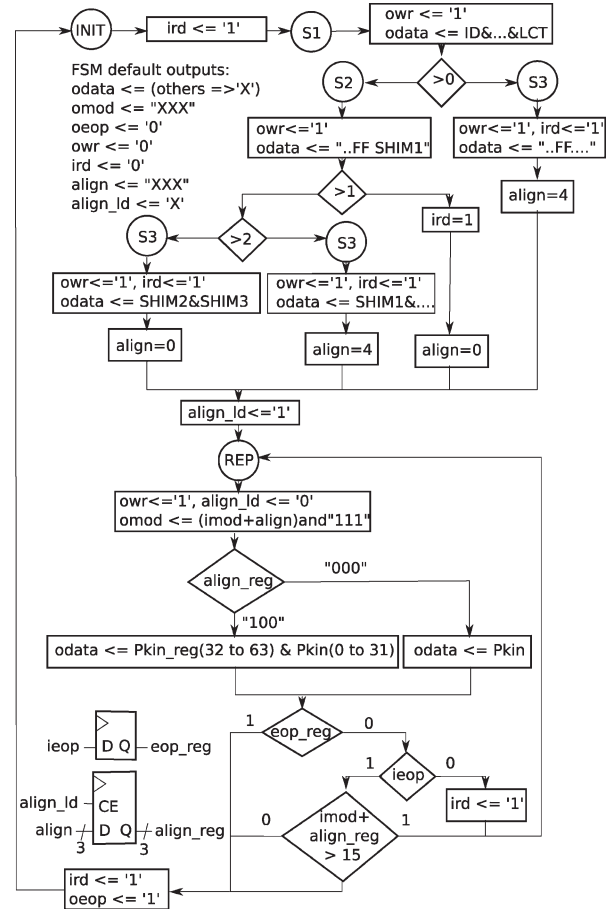 INIT
ird <= '1'
S1
owr <= '1'
odata <= ID&...&LCT
FSM default outputs:
odata <= (others =>'X')
omod <= "XXX"
oeop <= '0'
owr <= '0'
ird <= '0'
align <= "XXX"
align_ld <= 'X'
S2
>0
S3
owr<='1'
odata <= "..FF SHIM1"
owr<='1', ird<='1'
odata <= "..FF...."
>1
align=4
ird=1
S3
>2
S3
owr<='1', ird<='1'
odata <= SHIM2&SHIM3
owr<='1', ird<='1'
odata <= SHIM1&....
align=0
align=4
align=0
align_ld<='1'
REP
owr<='1', align_ld <= '0'
omod <= (imod+align)and"111"
align_reg
"000"
"100"
odata <= Pkin_reg(32 to 63) & Pkin(0 to 31)
odata <= Pkin
1
eop_reg
0
ieop
D Q
eop_reg
1
ieop
0
ird <= '1'
align_ld
CE
align
D Q
align_reg
3
3
0
imod+
align_reg
> 15
1
ird <= '1'
oeop <= '1'